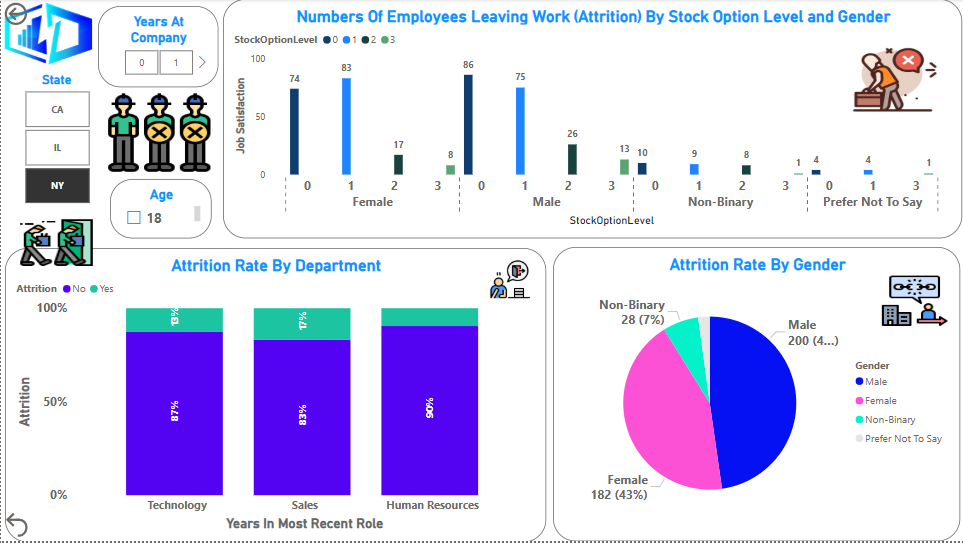 Years At
Company
0 1
State
CA
IL
NY
Age
18
Numbers Of Employees Leaving Work (Attrition) By Stock Option Level and Gender
StockOptionLevel 0 1 2 3
Job Satisfaction
100
50
0
74 83 17 8 86 75 26 13 10 9 8 1 4 4 1
0 1 2 3 0 1 2 3 0 1 2 3 0 1 3
Female Male Non-Binary Prefer Not To Say
StockOptionLevel
Attrition Rate By Department
Attrition No Yes
Attrition
100%
50%
0%
13% 17%
87% 83% 90%
Technology Sales Human Resources
Years In Most Recent Role
Attrition Rate By Gender
Non-Binary
28 (7%)
Male
200 (4...)
Female
182 (43%)
Gender
Male
Female
Non-Binary
Prefer Not To Say